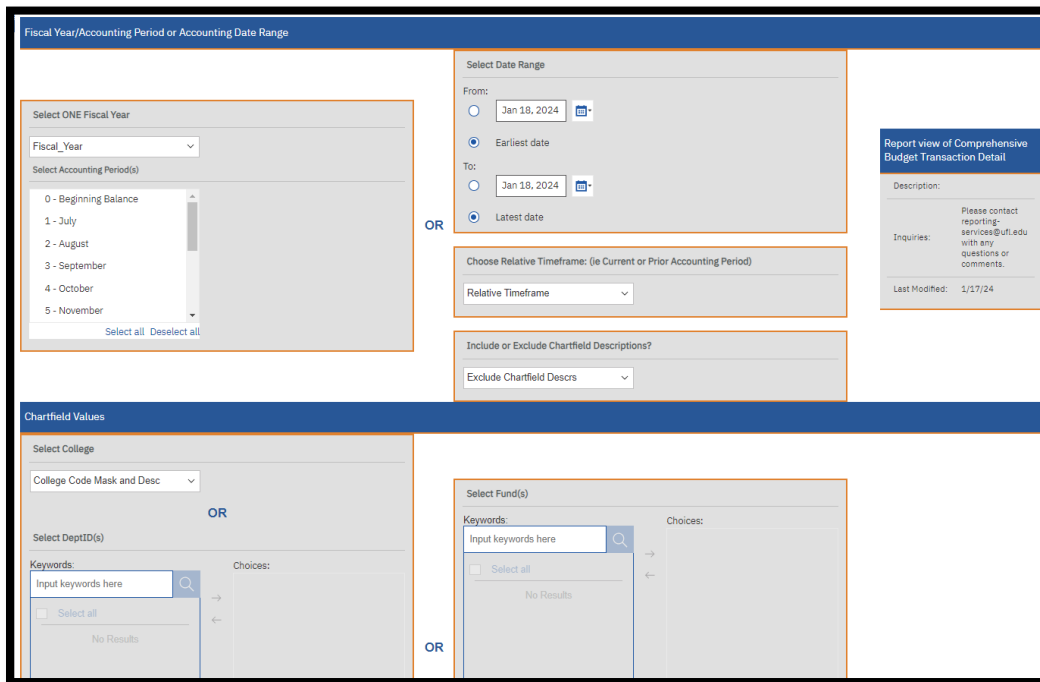 Fiscal Year/Accounting Period or Accounting Date Range
Select ONE Fiscal Year
Fiscal_Year
Select Accounting Period(s)
0 - Beginning Balance
1 - July
2 - August
3 - September
4 - October
5 - November
Select all Deselect all
OR
Select Date Range
From:
Jan 18, 2024
Earliest date
To:
Jan 18, 2024
Latest date
Choose Relative Timeframe: (ie Current or Prior Accounting Period)
Relative Timeframe
Include or Exclude Chartfield Descriptions?
Exclude Chartfield Descrs
Report view of Comprehensive
Budget Transaction Detail
Description:
Inquiries:
Please contact
reporting-
services@ufl.edu
with any
questions or
comments.
Last Modified: 1/17/24
Chartfield Values
Select College
College Code Mask and Desc
OR
Select DeptID(s)
Keywords:
Input keywords here
Select all
No Results
Choices:
OR
Select Fund(s)
Keywords:
Input keywords here
Select all
No Results
Choices: